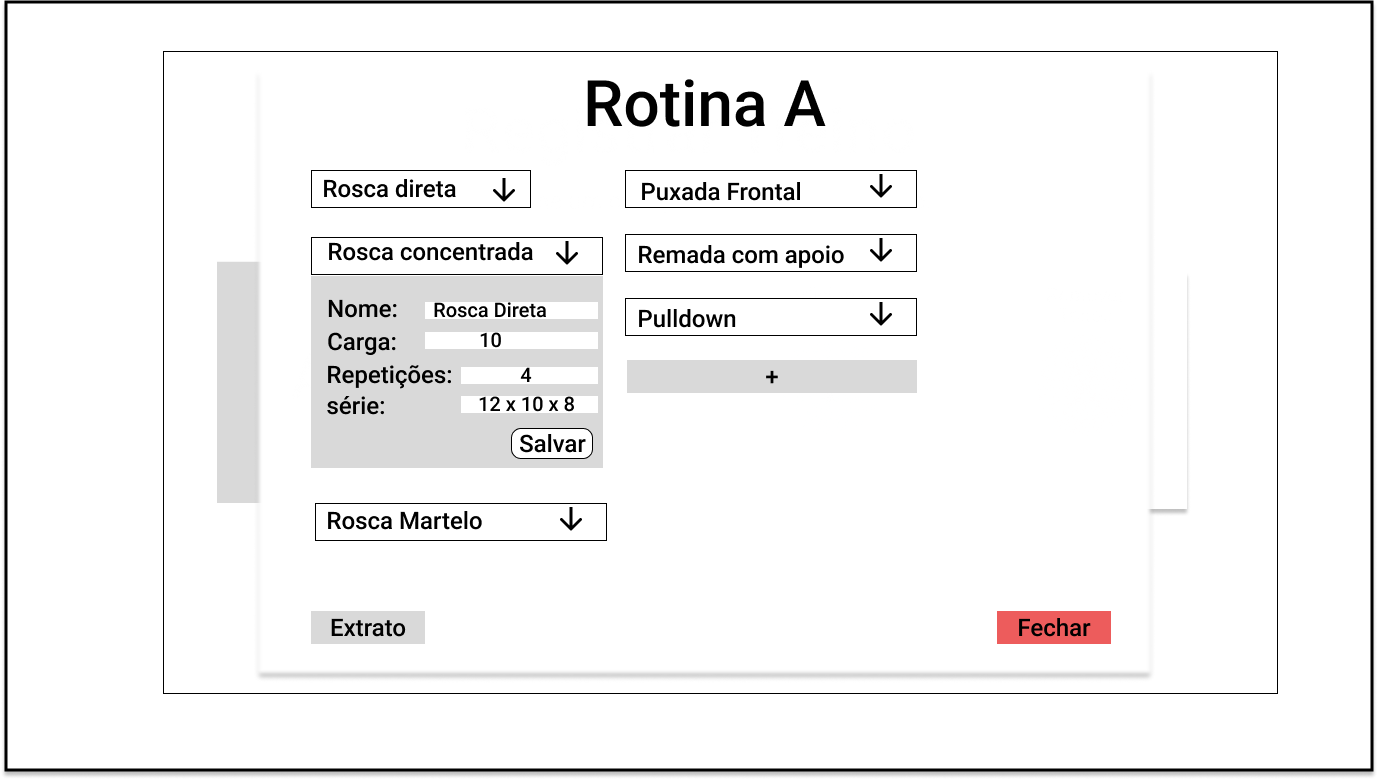 Rotina A
Rosca direta
Rosca concentrada
Nome: Rosca Direta
Carga: 10
Repetições: 4
série: 12 x 10 x 8
Salvar
Rosca Martelo
Puxada Frontal
Remada com apoio
Pulldown
+
Extrato
Fechar